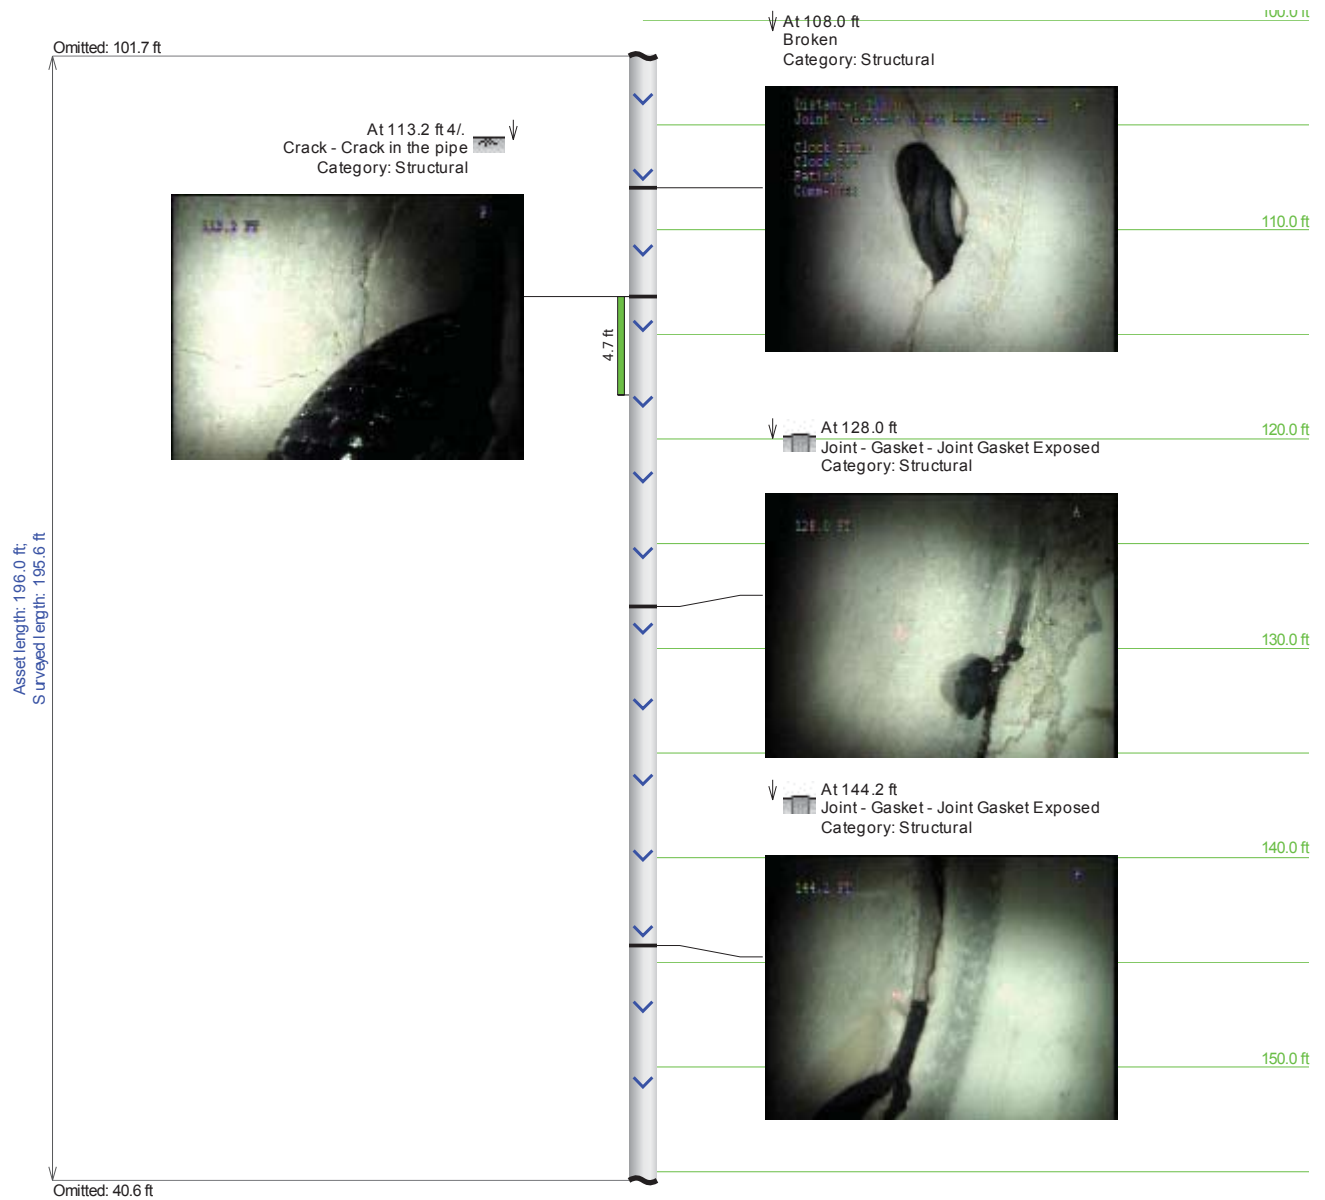 100.0 ft
At 108.0 ft
Broken
Category: Structural
Omitted: 101.7 ft
At 113.2 ft 4/.
Crack - Crack in the pipe
Category: Structural
113.2 FT
Joint -
110.0 ft
4.7 ft
At 128.0 ft
120.0 ft
Joint - Gasket - Joint Gasket Exposed
Category: Structural
128.0 FT
Asset length: 196.0 ft;
Surveyed length: 195.6 ft
130.0 ft
At 144.2 ft
Joint - Gasket - Joint Gasket Exposed
Category: Structural
140.0 ft
144.2 FT
150.0 ft
Omitted: 40.6 ft